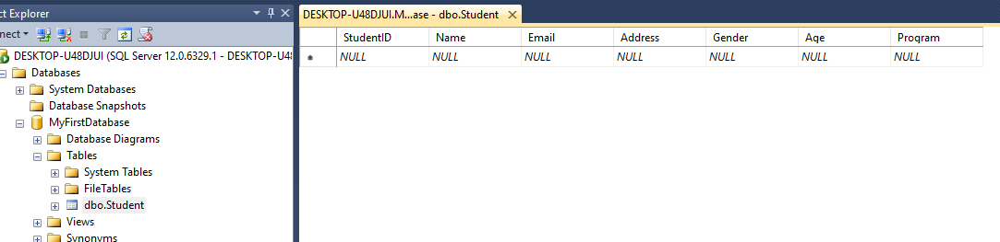 ct Explorer
nect
DESKTOP-U48DJUI (SQL Server 12.0.6329.1 - DESKTOP-U48
Databases
System Databases
Database Snapshots
MyFirstDatabase
Database Diagrams
Tables
System Tables
FileTables
dbo.Student
Views
Synonyms
DESKTOP-U48DJUI.M...ase - dbo.Student
StudentID Name Email Address Gender Age Program
NULL NULL NULL NULL NULL NULL NULL